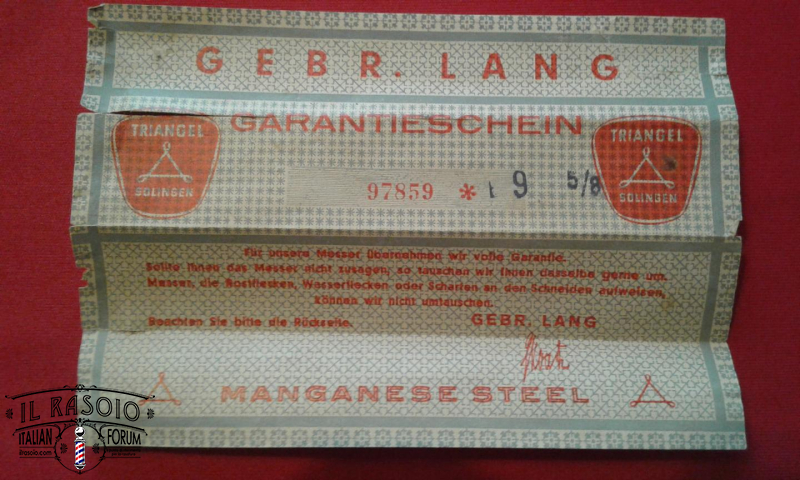 GEBR. LANG
GARANTIESCHEIN
TRIANGEL
SOLINGEN
97859 * 9 5/8
TRIANGEL
SOLINGEN
Für unsere Messer übernehmen wir volle Garantie.
Sollte Ihnen das Messer nicht zusagen, so tauschen wir Ihnen dasselbe gerne um.
Messer, die Rostflecken, Wasserflecken oder Scharten an den Schneiden aufweisen,
können wir nicht umtauschen.
Beachten Sie bitte die Rückseite.
GEBR. LANG
MANGANESE STEEL
IL RASOIO
ITALIAN FORUM
ilrasoio.com